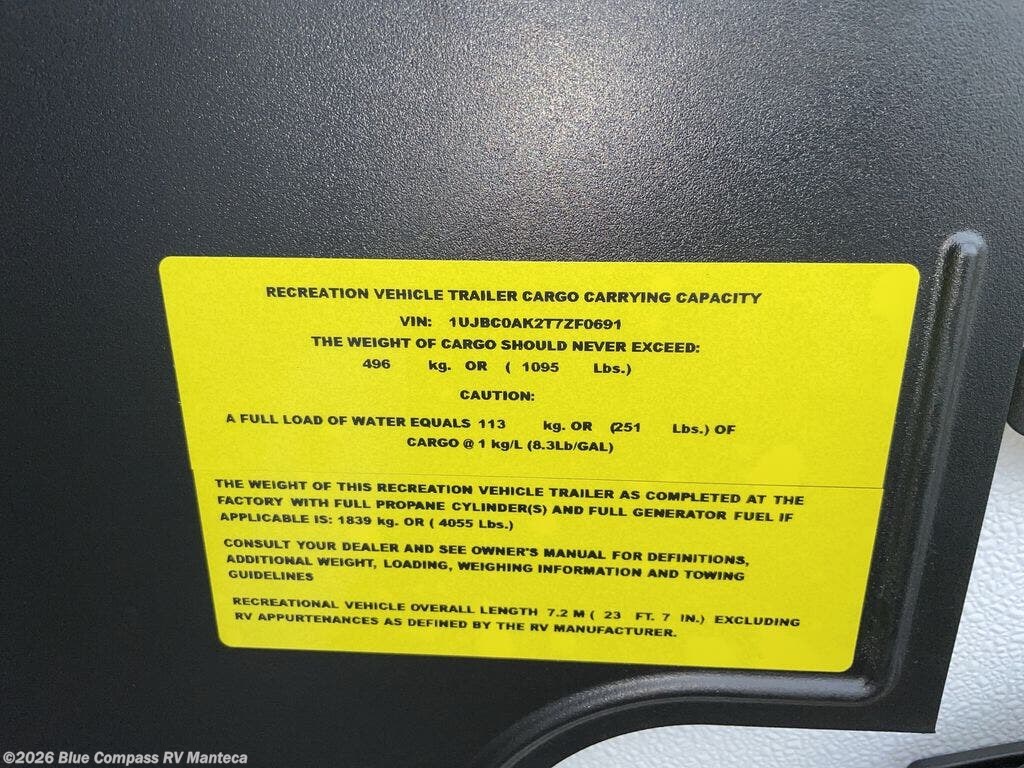 RECREATION VEHICLE TRAILER CARGO CARRYING CAPACITY
VIN: 1UJBC0AK2T7ZF0691
THE WEIGHT OF CARGO SHOULD NEVER EXCEED:
496 kg. OR ( 1095 Lbs.)
CAUTION:
A FULL LOAD OF WATER EQUALS 113 kg. OR (251 Lbs.) OF
CARGO @ 1 kg/L (8.3Lb/GAL)
THE WEIGHT OF THIS RECREATION VEHICLE TRAILER AS COMPLETED AT THE
FACTORY WITH FULL PROPANE CYLINDER(S) AND FULL GENERATOR FUEL IF
APPLICABLE IS: 1839 kg. OR ( 4055 Lbs.)
CONSULT YOUR DEALER AND SEE OWNER'S MANUAL FOR DEFINITIONS,
ADDITIONAL WEIGHT, LOADING, WEIGHING INFORMATION AND TOWING
GUIDELINES
RECREATIONAL VEHICLE OVERALL LENGTH 7.2 M ( 23 FT. 7 IN.) EXCLUDING
RV APPURTENANCES AS DEFINED BY THE RV MANUFACTURER.
©2026 Blue Compass RV Manteca